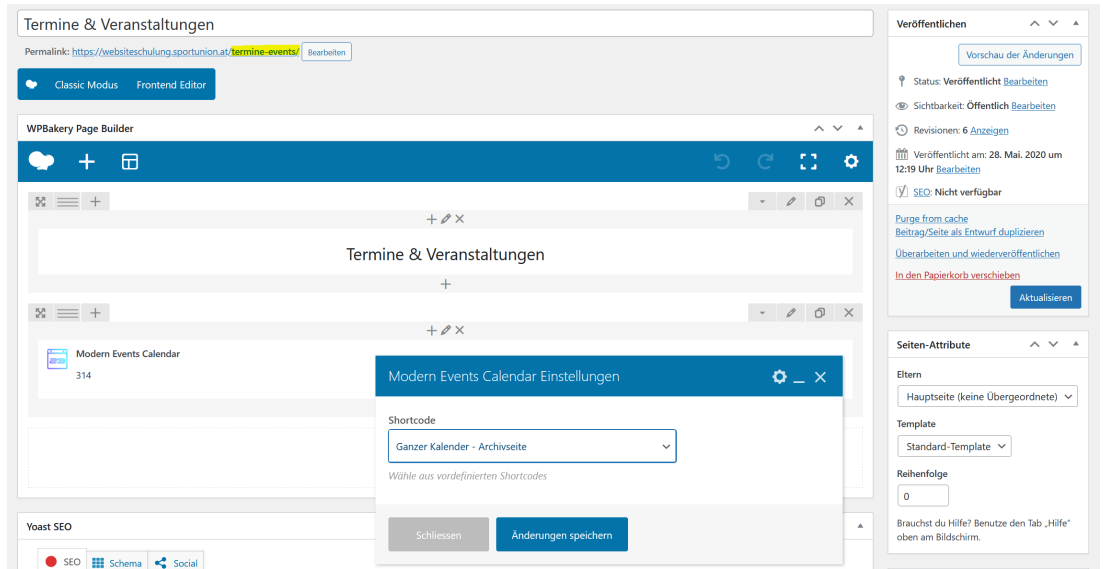 Termine & Veranstaltungen
Permalink: https://websiteschulung.sportunion.at/termine-events/ Bearbeiten
Classic Modus Frontend Editor
WPBakery Page Builder
Termine & Veranstaltungen
Modern Events Calendar
314
Modern Events Calendar Einstellungen
Shortcode
Ganzer Kalender - Archivseite
Wähle aus vordefinierten Shortcodes
Schliessen Änderungen speichern
Yoast SEO
SEO Schema Social
Veröffentlichen
Vorschau der Änderungen
Status: Veröffentlicht Bearbeiten
Sichtbarkeit: Öffentlich Bearbeiten
Revisionen: 6 Anzeigen
Veröffentlicht am: 28. Mai. 2020 um
12:19 Uhr Bearbeiten
SEO: Nicht verfügbar
Purge from cache
Beitrag/Seite als Entwurf duplizieren
Überarbeiten und wiederveröffentlichen
In den Papierkorb verschieben
Aktualisieren
Seiten-Attribute
Eltern
Hauptseite (keine Übergeordnete)
Template
Standard-Template
Reihenfolge
0
Brauchst du Hilfe? Benutze den Tab „Hilfe"
oben am Bildschirm.